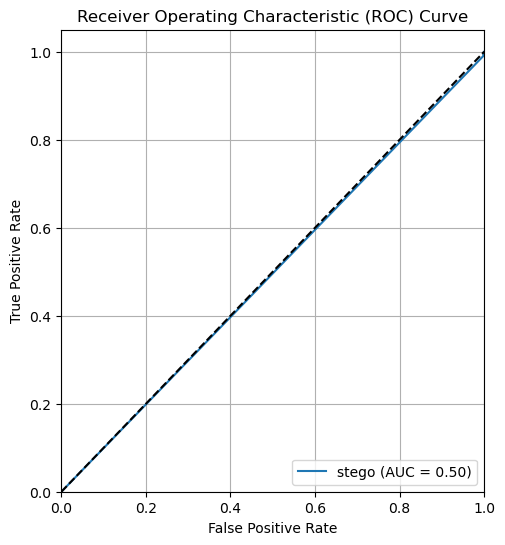 Receiver Operating Characteristic (ROC) Curve
1.0
0.8
0.6
0.4
0.2
0.0
True Positive Rate
stego (AUC = 0.50)
0.0 0.2 0.4 0.6 0.8 1.0
False Positive Rate